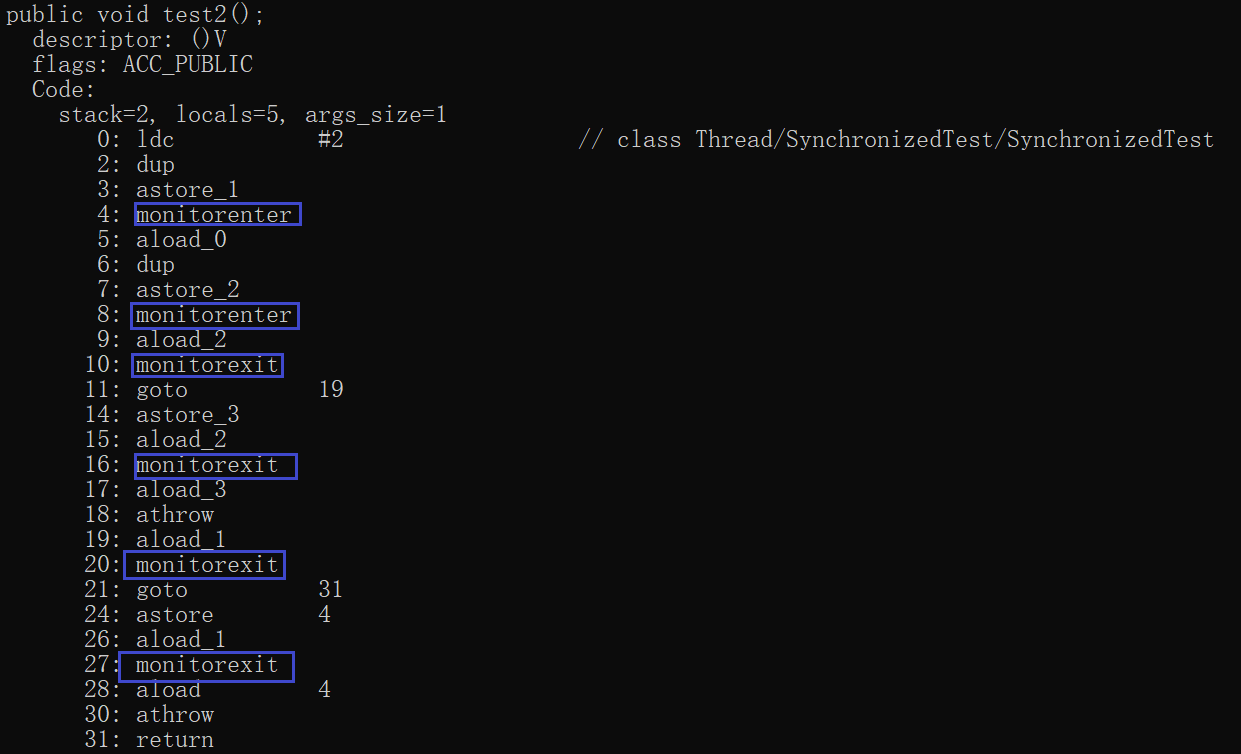 public void test2();
descriptor: ()V
flags: ACC_PUBLIC
Code:
stack=2, locals=5, args_size=1
0: ldc #2 // class Thread/SynchronizedTest/SynchronizedTest
2: dup
3: astore_1
4: monitorenter
5: aload_0
6: dup
7: astore_2
8: monitorenter
9: aload_2
10: monitorexit
11: goto 19
14: astore_3
15: aload_2
16: monitorexit
17: aload_3
18: athrow
19: aload_1
20: monitorexit
21: goto 31
24: astore 4
26: aload_1
27: monitorexit
28: aload 4
30: athrow
31: return